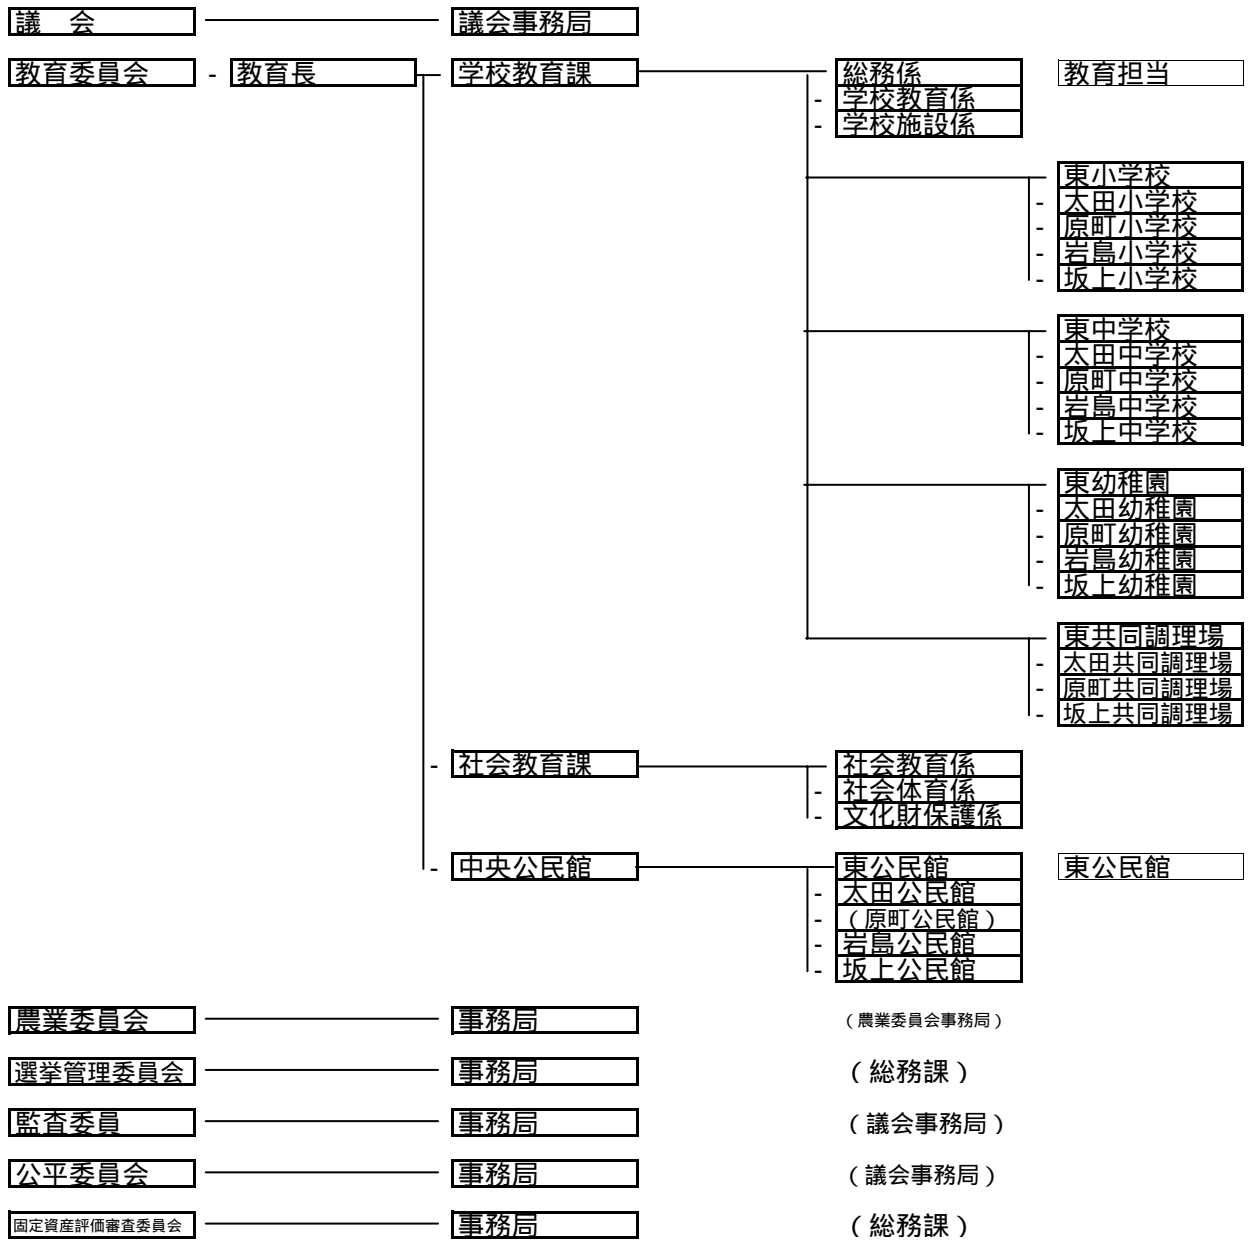 議　会　議会事務局
教育委員会 - 教育長　学校教育課　総務係　教育担当
- 学校教育係
- 学校施設係
東小学校
- 太田小学校
- 原町小学校
- 岩島小学校
- 坂上小学校
東中学校
- 太田中学校
- 原町中学校
- 岩島中学校
- 坂上中学校
東幼稚園
- 太田幼稚園
- 原町幼稚園
- 岩島幼稚園
- 坂上幼稚園
東共同調理場
- 太田共同調理場
- 原町共同調理場
- 坂上共同調理場
- 社会教育課　社会教育係
- 社会体育係
- 文化財保護係
- 中央公民館　東公民館　東公民館
- 太田公民館
- （原町公民館）
- 岩島公民館
- 坂上公民館
農業委員会　事務局　（農業委員会事務局）
選挙管理委員会　事務局　（総務課）
監査委員　事務局　（議会事務局）
公平委員会　事務局　（議会事務局）
固定資産評価審査委員会　事務局　（総務課）